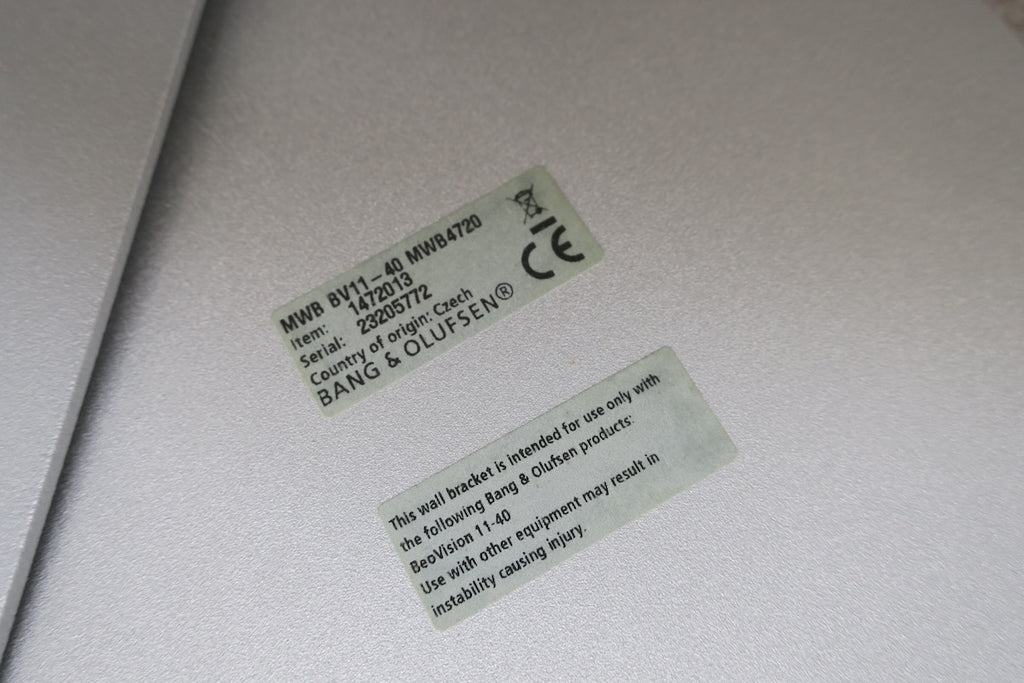 MWB BV11-40 MWB4720
Item: 1472013
Serial: 23205772
Country of origin: Czech
BANG & OLUFSEN®
CE
This wall bracket is intended for use only with
the following Bang & Olufsen products:
BeoVision 11-40
Use with other equipment may result in
instability causing injury.